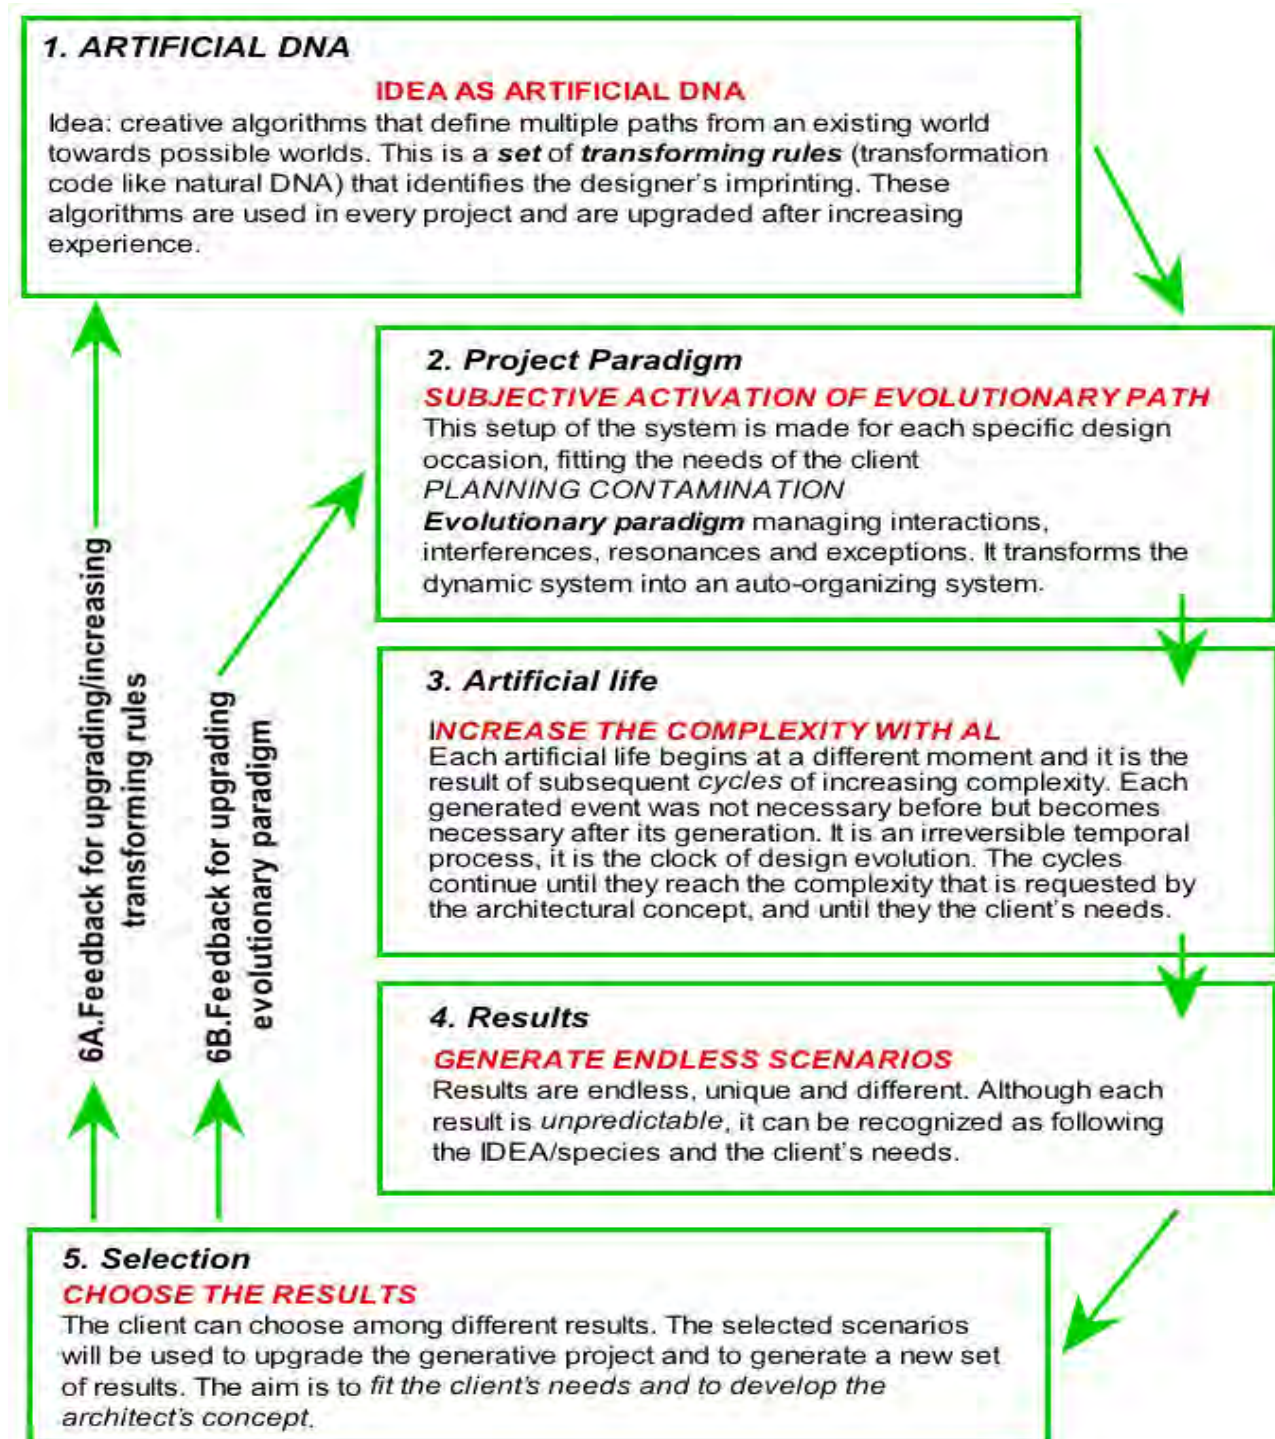 1. ARTIFICIAL DNA
IDEA AS ARTIFICIAL DNA
Idea: creative algorithms that define multiple paths from an existing world
towards possible worlds. This is a set of transforming rules (transformation
code like natural DNA) that identifies the designer's imprinting. These
algorithms are used in every project and are upgraded after increasing
experience.
2. Project Paradigm
SUBJECTIVE ACTIVATION OF EVOLUTIONARY PATH
This setup of the system is made for each specific design
occasion, fitting the needs of the client
PLANNING CONTAMINATION
Evolutionary paradigm managing interactions,
interferences, resonances and exceptions. It transforms the
dynamic system into an auto-organizing system.
3. Artificial life
INCREASE THE COMPLEXITY WITH AL
Each artificial life begins at a different moment and it is the
result of subsequent cycles of increasing complexity. Each
generated event was not necessary before but becomes
necessary after its generation. It is an irreversible temporal
process, it is the clock of design evolution. The cycles
continue until they reach the complexity that is requested by
the architectural concept, and until they the client's needs.
4. Results
GENERATE ENDLESS SCENARIOS
Results are endless, unique and different. Although each
result is unpredictable, it can be recognized as following
the IDEA/species and the client's needs.
5. Selection
CHOOSE THE RESULTS
The client can choose among different results. The selected scenarios
will be used to upgrade the generative project and to generate a new set
of results. The aim is to fit the client's needs and to develop the
architect's concept.
6A.Feedback for upgrading/increasing
transforming rules
6B.Feedback for upgrading
evolutionary paradigm